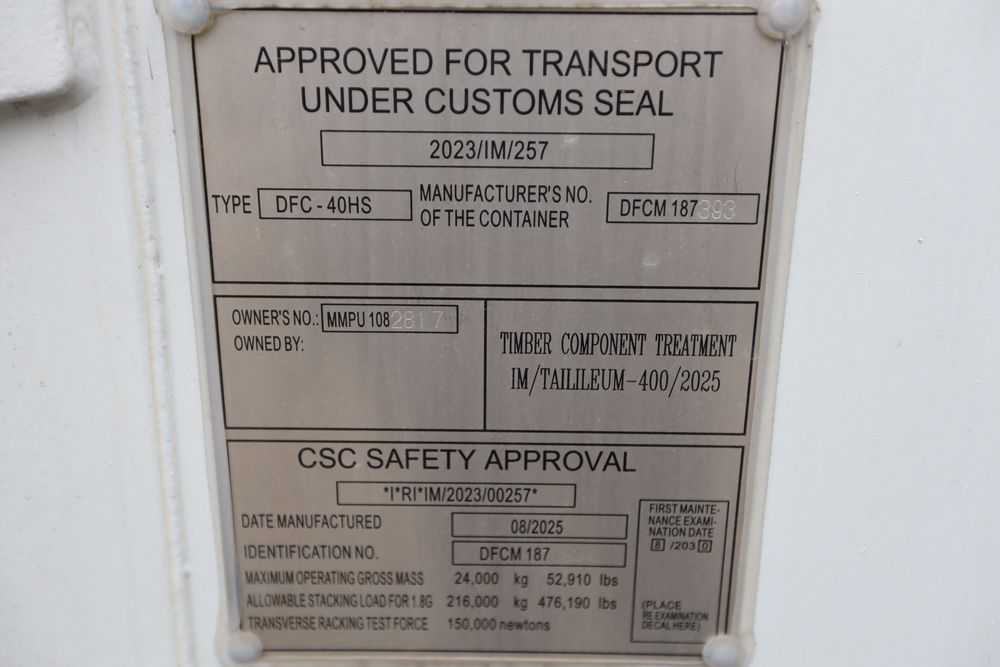 APPROVED FOR TRANSPORT
UNDER CUSTOMS SEAL
2023/IM/257
TYPE DFC - 40HS
MANUFACTURER'S NO.
OF THE CONTAINER
DFCM 187393
OWNER'S NO.: MMPU 1082817
OWNED BY:
TIMBER COMPONENT TREATMENT
IM/TAILILEUM-400/2025
CSC SAFETY APPROVAL
*I*RI*IM/2023/00257*
DATE MANUFACTURED 08/2025
IDENTIFICATION NO. DFCM 187
MAXIMUM OPERATING GROSS MASS 24,000 kg 52,910 lbs
ALLOWABLE STACKING LOAD FOR 1.8G 216,000 kg 476,190 lbs
TRANSVERSE RACKING TEST FORCE 150,000 newtons
FIRST MAINTE-
NANCE EXAMI-
NATION DATE
8 /2030
(PLACE
RE EXAMINATION
DECAL HERE)